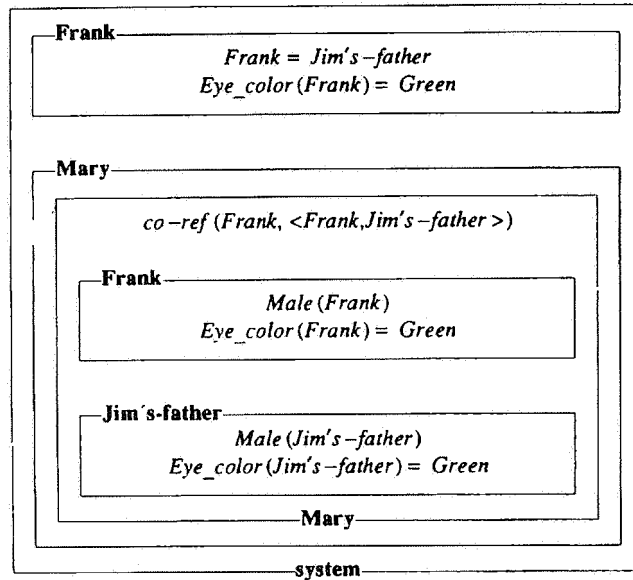 Frank
Frank = Jim's–father
Eye_color(Frank) = Green
Mary
co–ref (Frank, <Frank,Jim's–father>)
Frank
Male(Frank)
Eye_color(Frank) = Green
Jim's-father
Male(Jim's–father)
Eye_color(Jim's–father) = Green
Mary
system